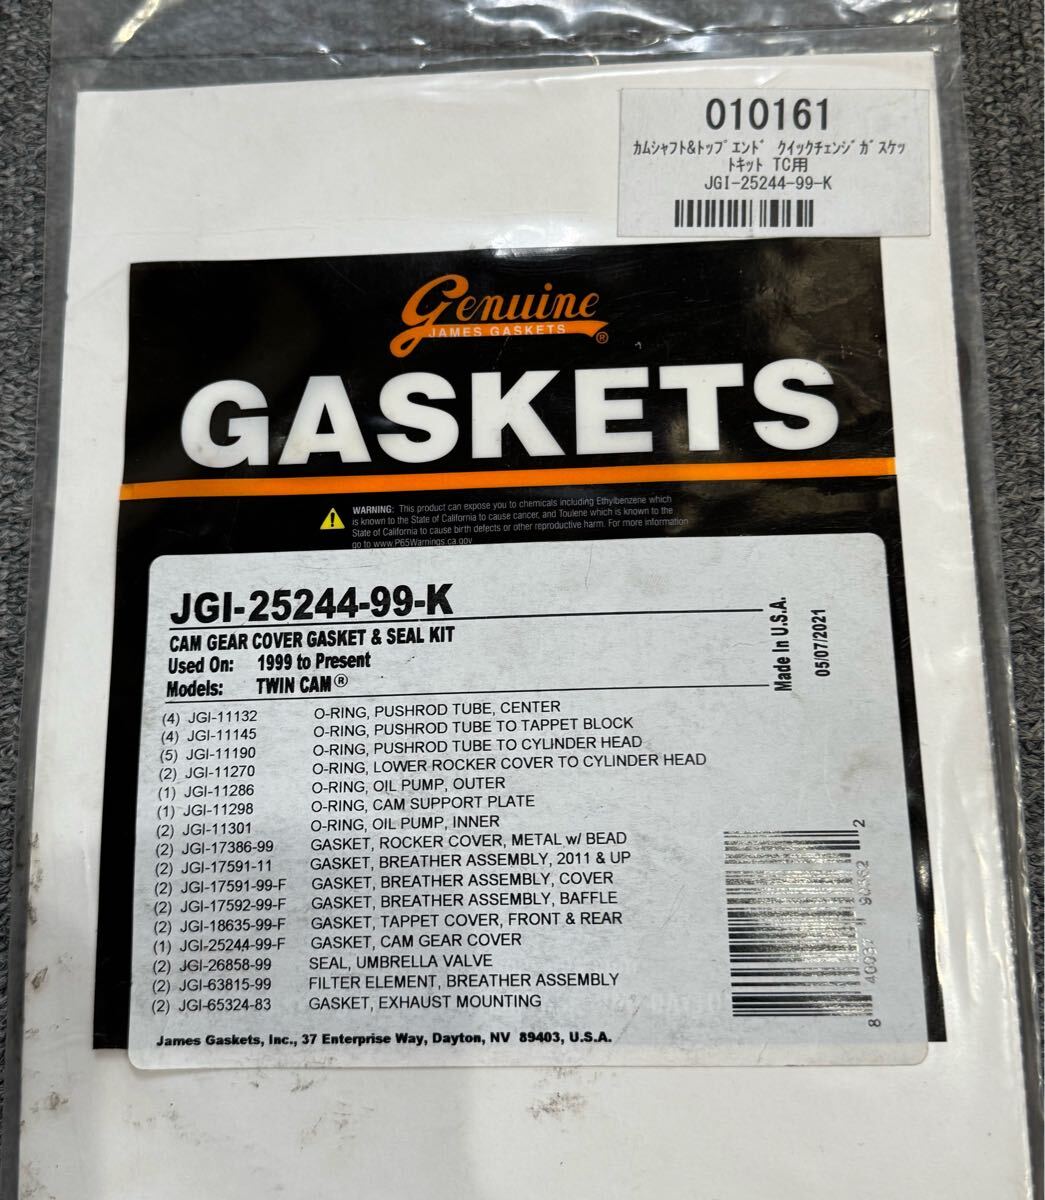 010161
カムシャフト&トップエンド クイックチェンジガスケッ
トキット TC用
JGI-25244-99-K
Genuine
JAMES GASKETS
®
GASKETS
WARNING: This product can expose you to chemicals including Ethylbenzene which
is known to the State of California to cause cancer, and Toulene which is known to the
State of California to cause birth defects or other reproductive harm. For more information
go to www.P65Warnings.ca.gov
JGI-25244-99-K
CAM GEAR COVER GASKET & SEAL KIT
Used On: 1999 to Present
Models: TWIN CAM®
Made In U.S.A.
05/07/2021
(4) JGI-11132 O-RING, PUSHROD TUBE, CENTER
(4) JGI-11145 O-RING, PUSHROD TUBE TO TAPPET BLOCK
(5) JGI-11190 O-RING, PUSHROD TUBE TO CYLINDER HEAD
(2) JGI-11270 O-RING, LOWER ROCKER COVER TO CYLINDER HEAD
(1) JGI-11286 O-RING, OIL PUMP, OUTER
(1) JGI-11298 O-RING, CAM SUPPORT PLATE
(2) JGI-11301 O-RING, OIL PUMP, INNER
(2) JGI-17386-99 GASKET, ROCKER COVER, METAL w/ BEAD
(2) JGI-17591-11 GASKET, BREATHER ASSEMBLY, 2011 & UP
(2) JGI-17591-99-F GASKET, BREATHER ASSEMBLY, COVER
(2) JGI-17592-99-F GASKET, BREATHER ASSEMBLY, BAFFLE
(2) JGI-18635-99-F GASKET, TAPPET COVER, FRONT & REAR
(1) JGI-25244-99-F GASKET, CAM GEAR COVER
(2) JGI-26858-99 SEAL, UMBRELLA VALVE
(2) JGI-63815-99 FILTER ELEMENT, BREATHER ASSEMBLY
(2) JGI-65324-83 GASKET, EXHAUST MOUNTING
James Gaskets, Inc., 37 Enterprise Way, Dayton, NV 89403, U.S.A.